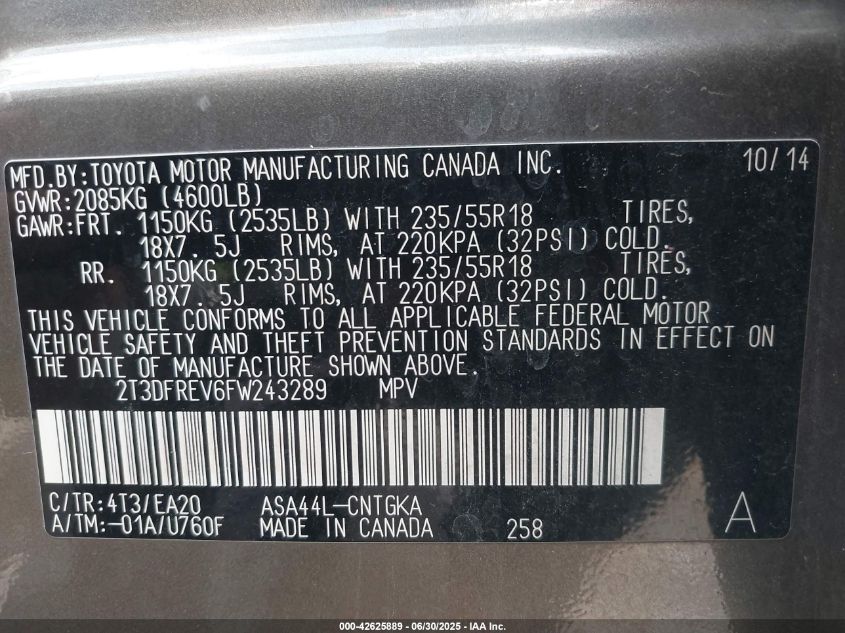 MFD.BY:TOYOTA MOTOR MANUFACTURING CANADA INC. 10/14
GVWR:2085KG (4600LB)
GAWR:FRT. 1150KG (2535LB) WITH 235/55R18 TIRES,
18X7.5J RIMS, AT 220KPA (32PSI) COLD.
RR. 1150KG (2535LB) WITH 235/55R18 TIRES,
18X7.5J RIMS, AT 220KPA (32PSI) COLD.
THIS VEHICLE CONFORMS TO ALL APPLICABLE FEDERAL MOTOR
VEHICLE SAFETY AND THEFT PREVENTION STANDARDS IN EFFECT ON
THE DATE OF MANUFACTURE SHOWN ABOVE.
2T3DFREV6FW243289 MPV
C/TR:4T3/EA20 ASA44L-CNTGKA
A/TM:-01A/U760F MADE IN CANADA 258 A
000-42625889 - 06/30/2025 - IAA Inc.